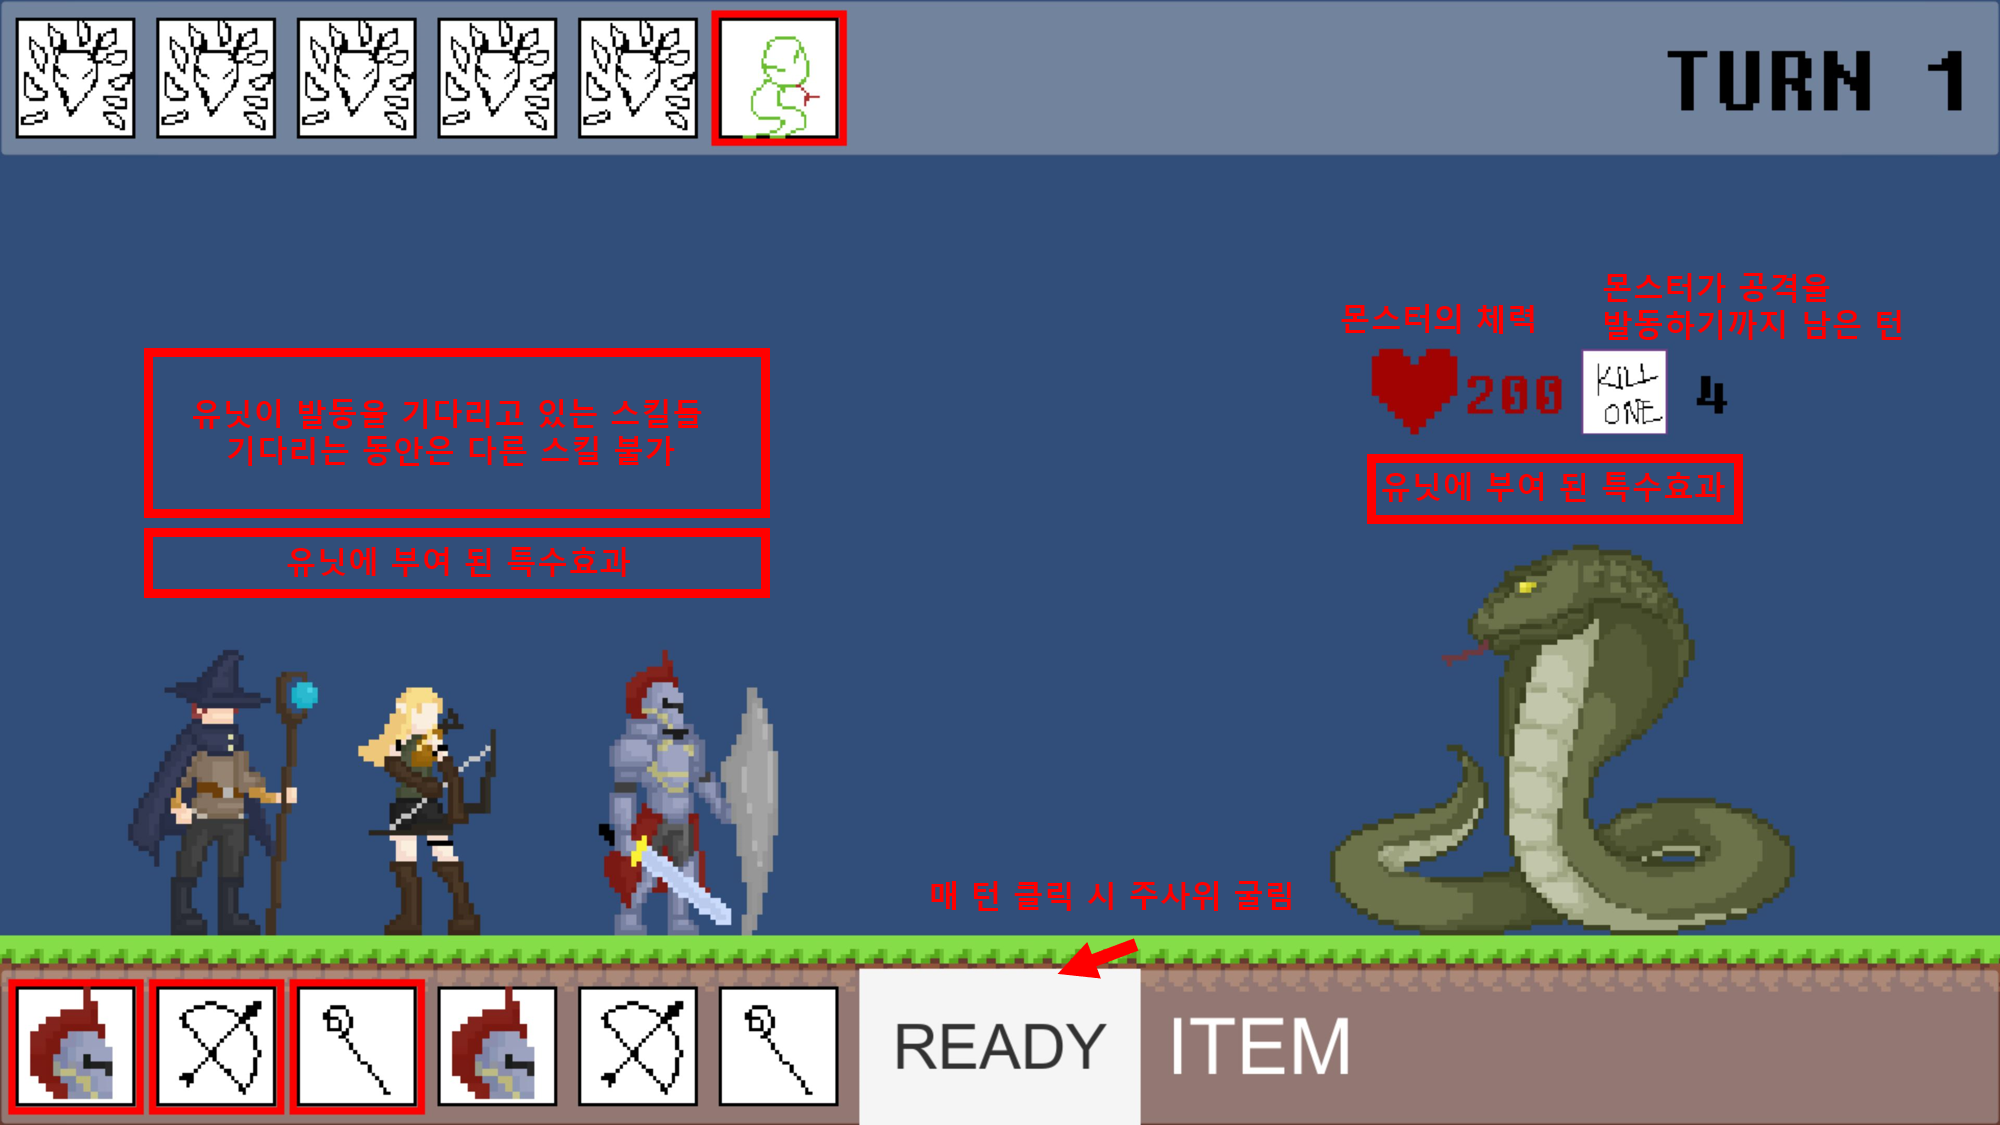 TURN 1
몬스터가 공격을
발동하기까지 남은 턴
몬스터의 체력
200
KILL
ONE
4
유닛이 발동을 기다리고 있는 스킬들
기다리는 동안은 다른 스킬 불가
유닛에 부여 된 특수효과
유닛에 부여 된 특수효과
매 턴 클릭 시 주사위 굴림
READY
ITEM